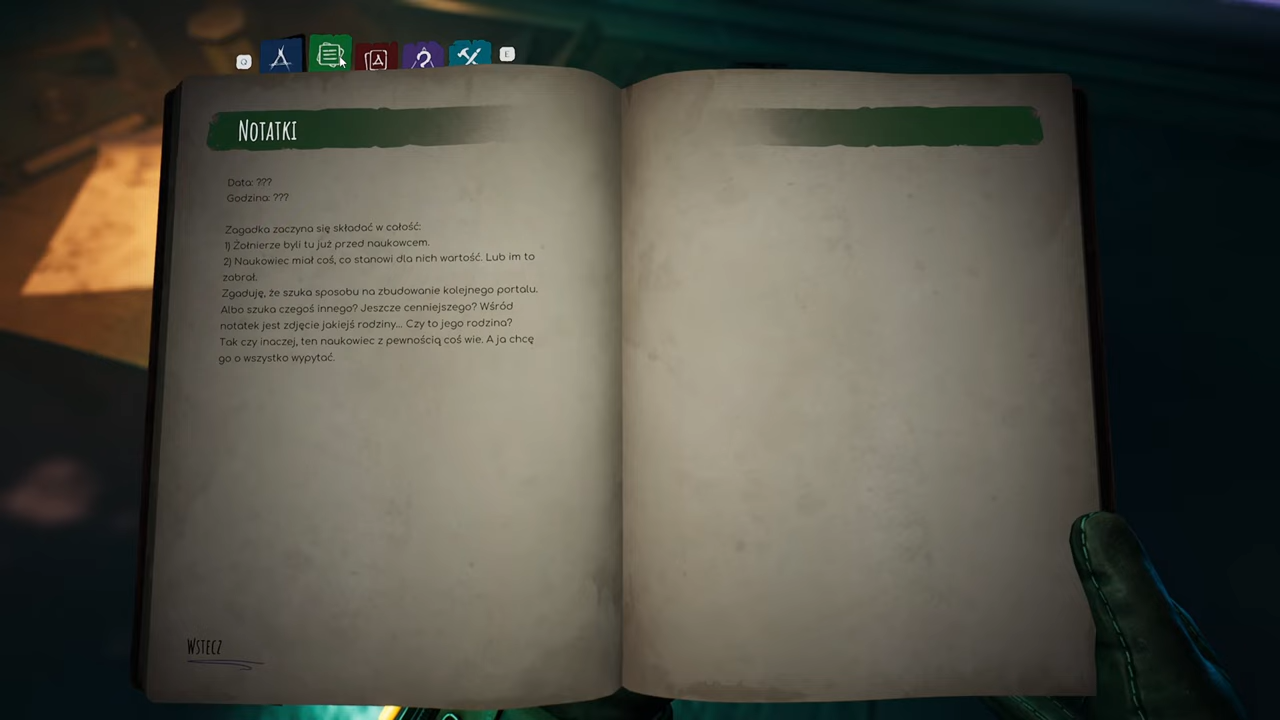 Q
E
Notatki
Data: ???
Godzina: ???
Zagadka zaczyna się składać w całość:
1) Żołnierze byli tu już przed naukowcem.
2) Naukowiec miał coś, co stanowi dla nich wartość. Lub im to
zabrał.
Zgaduję, że szuka sposobu na zbudowanie kolejnego portalu.
Albo szuka czegoś innego? Jeszcze cenniejszego? Wśród
notatek jest zdjęcie jakiejś rodziny... Czy to jego rodzina?
Tak czy inaczej, ten naukowiec z pewnością coś wie. A ja chcę
go o wszystko wypytać.
Wstecz